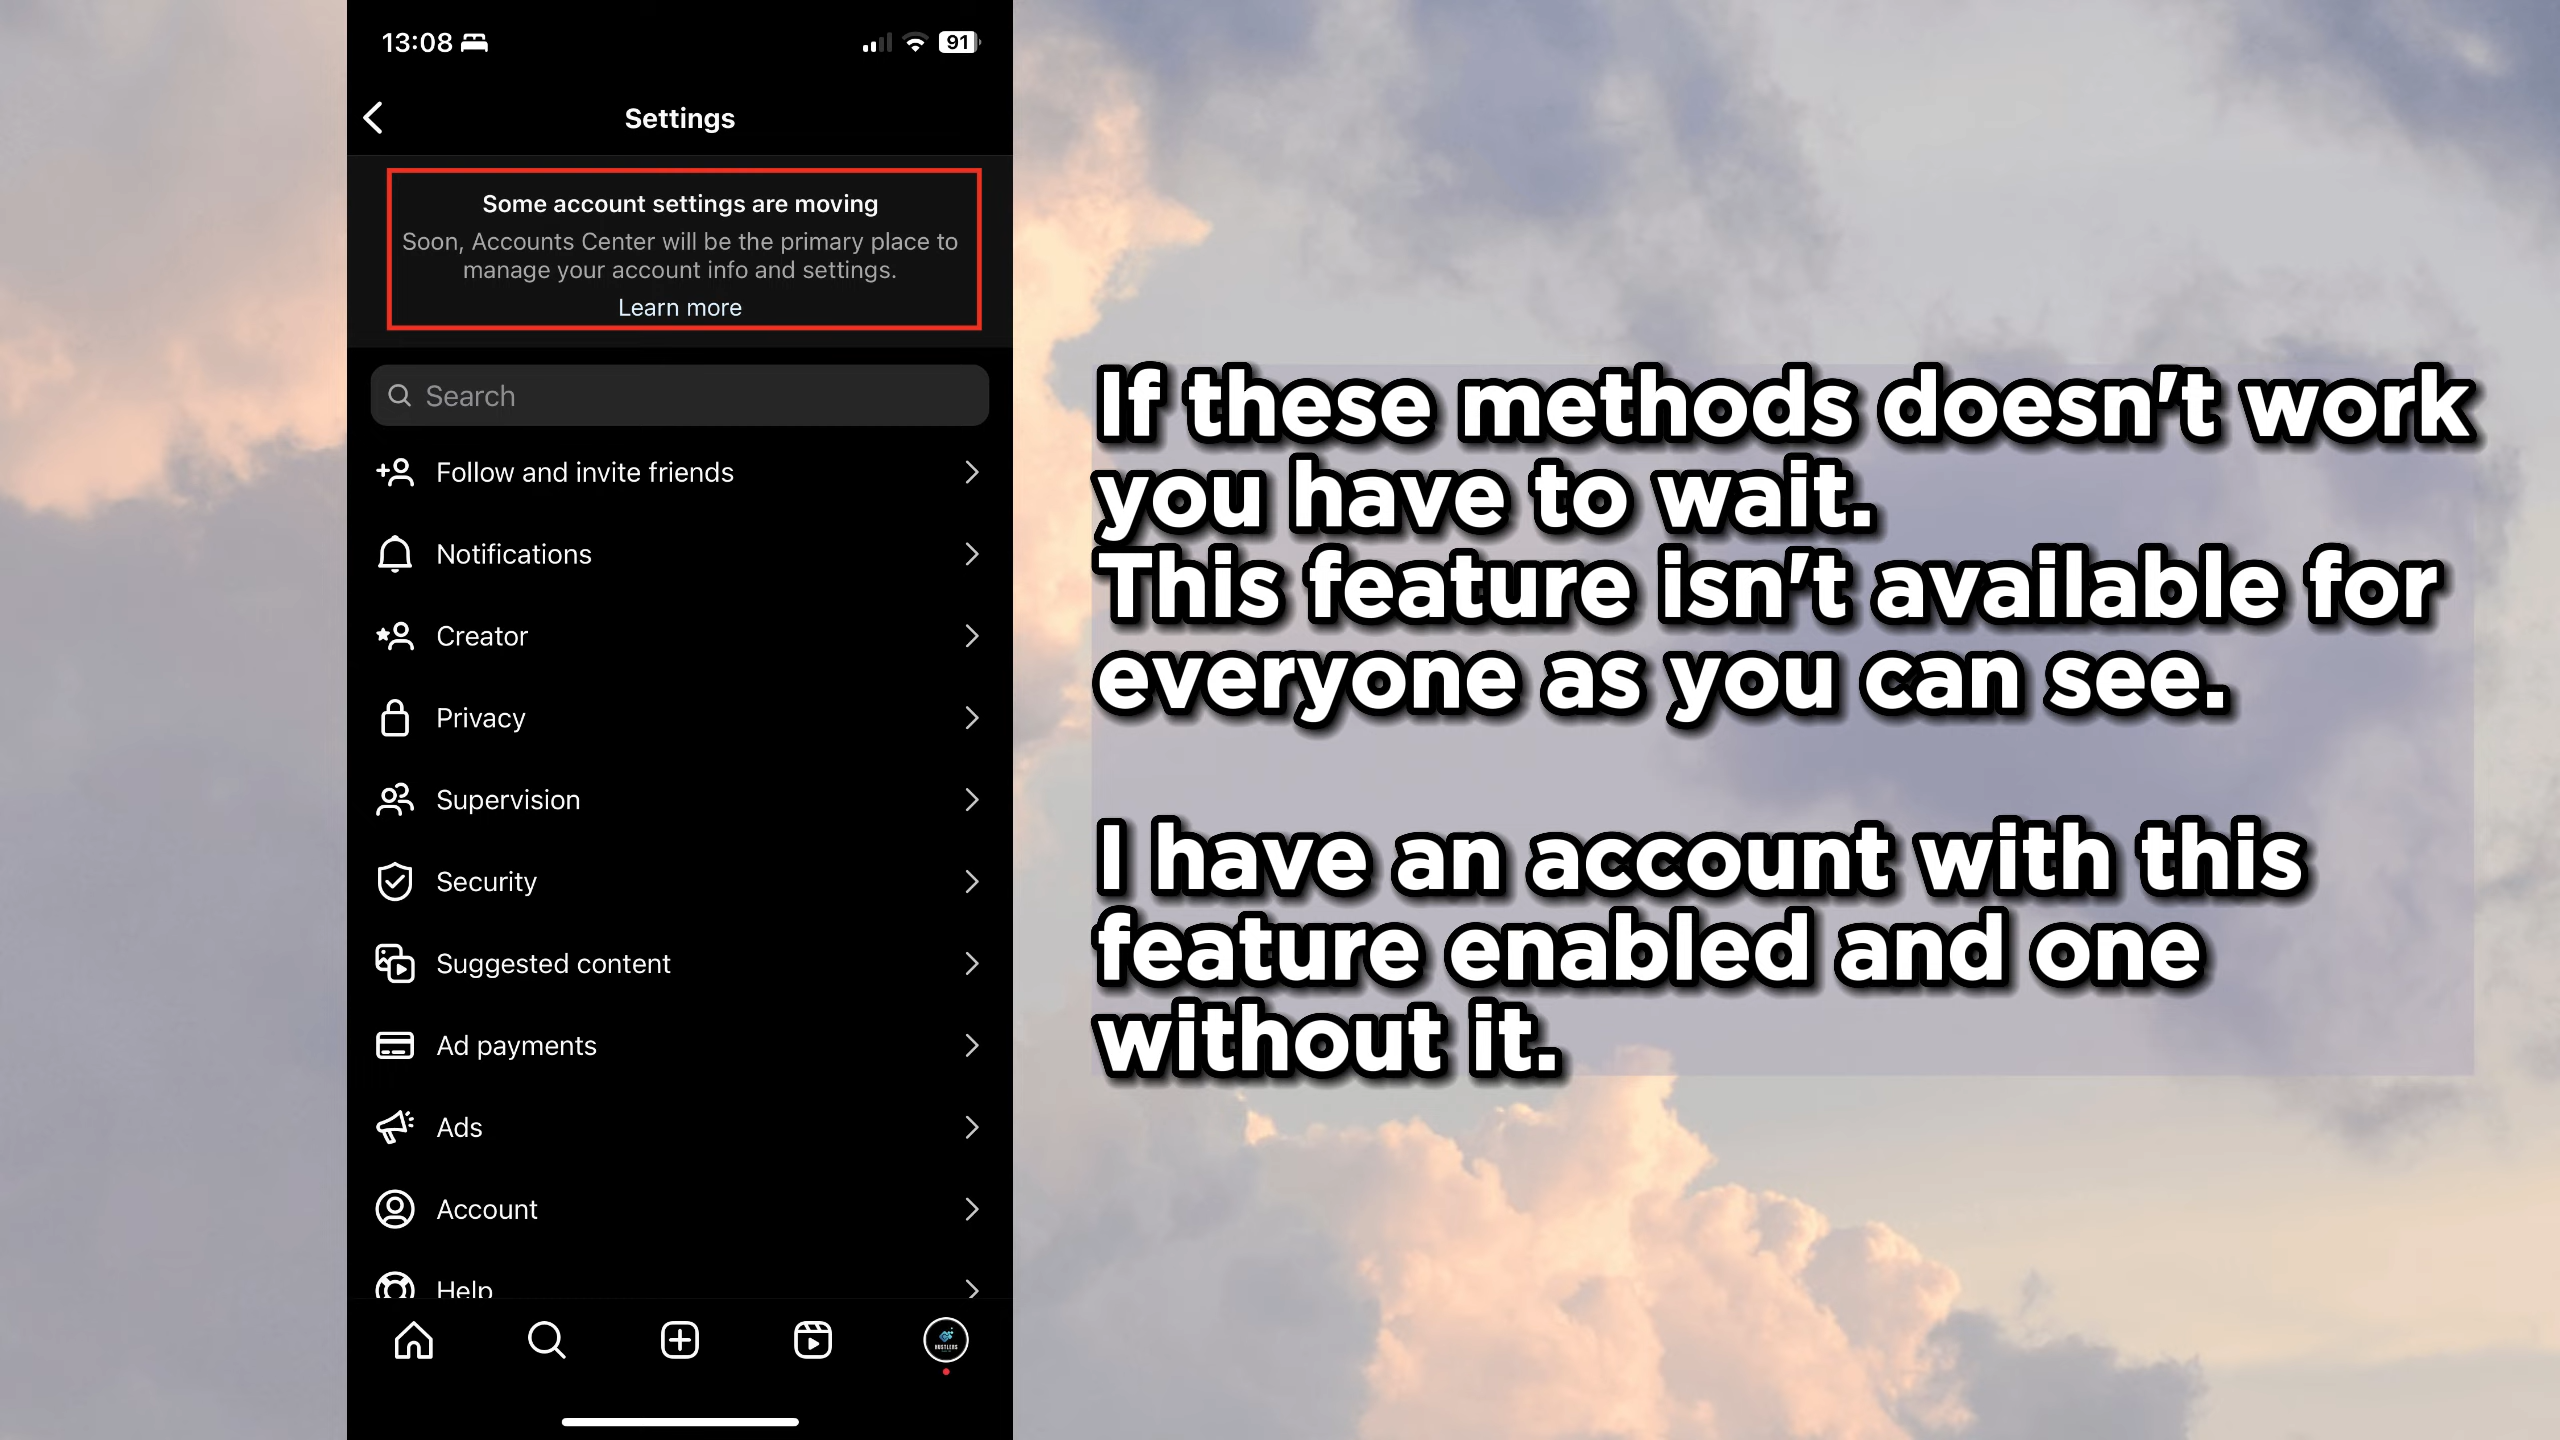 13:08
91
Settings
Some account settings are moving
Soon, Accounts Center will be the primary place to
manage your account info and settings.
Learn more
Search
Follow and invite friends
Notifications
Creator
Privacy
Supervision
Security
Suggested content
Ad payments
Ads
Account
Help
HUSTLERS
If these methods doesn't work
you have to wait.
This feature isn't available for
everyone as you can see.
I have an account with this
feature enabled and one
without it.